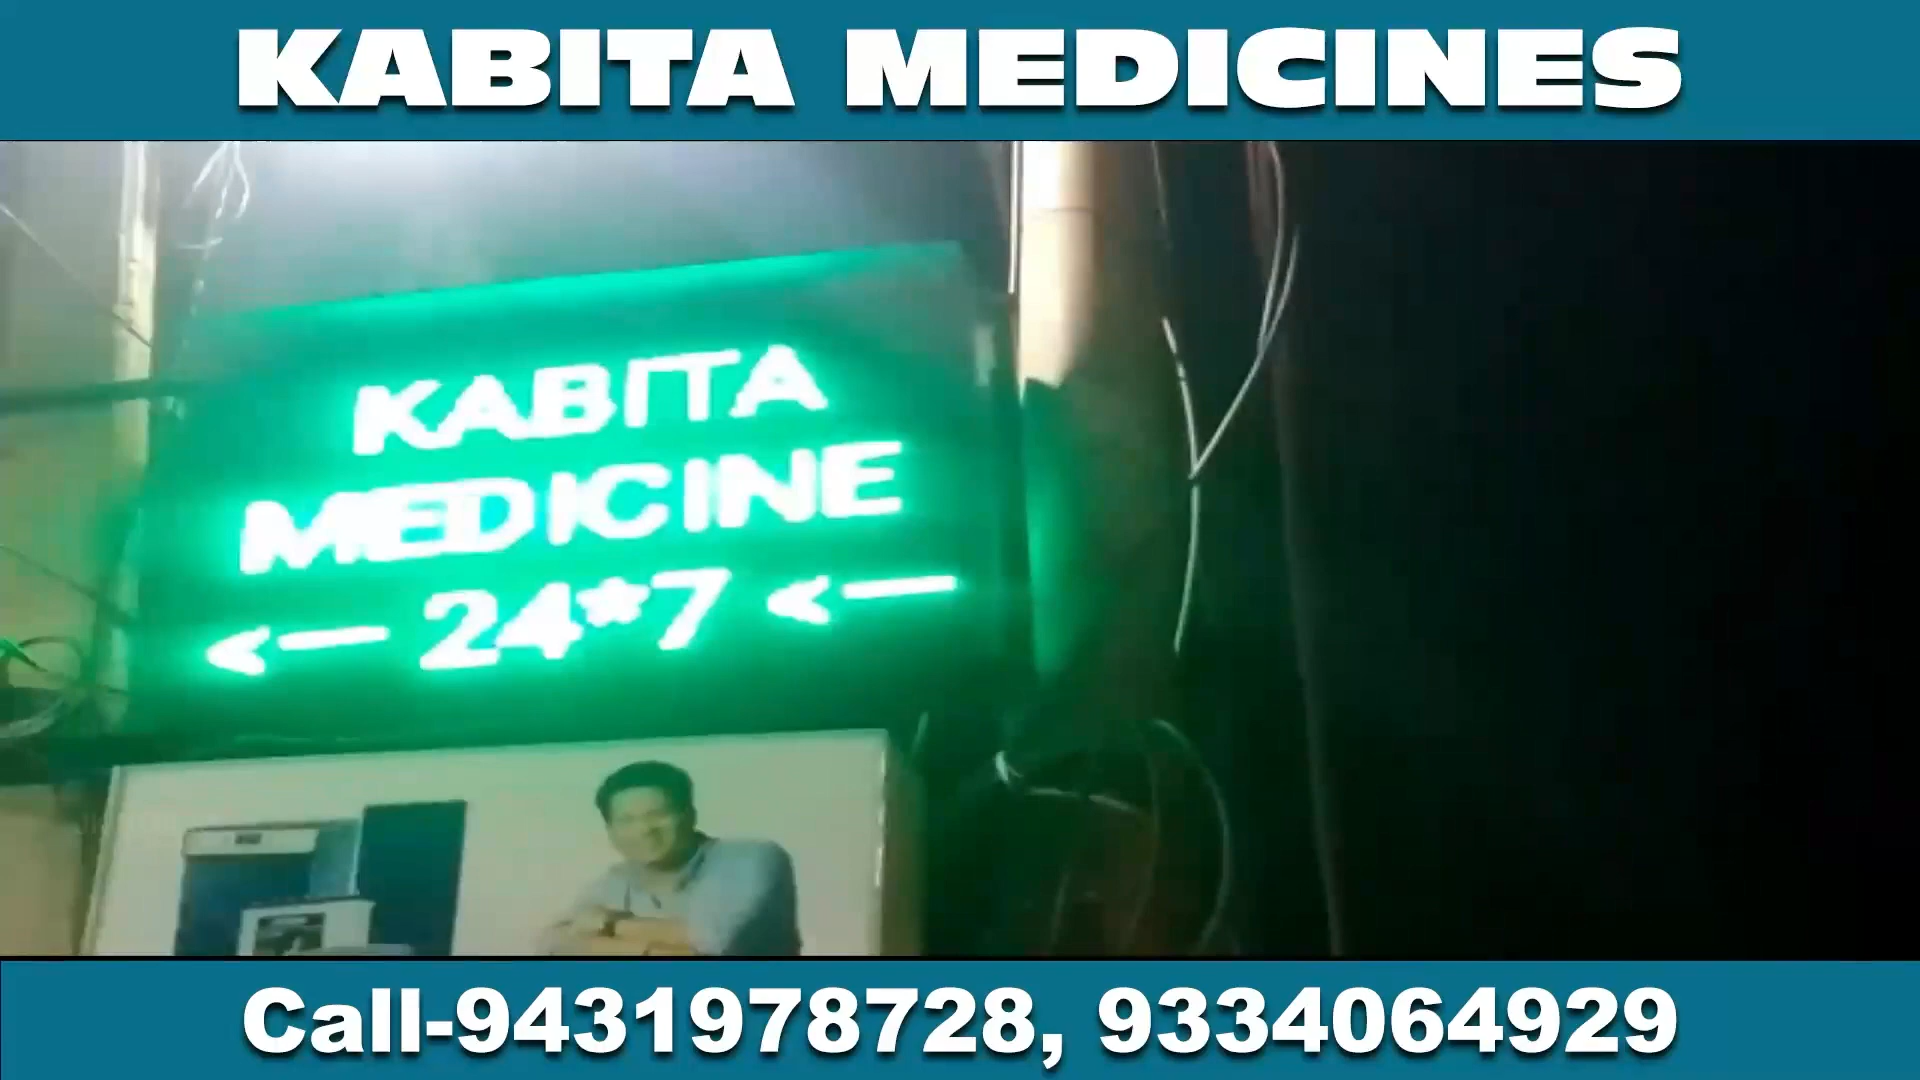 KABITA MEDICINES
KABITA
MEDICINE
<— 24*7 <—
Call-9431978728, 9334064929